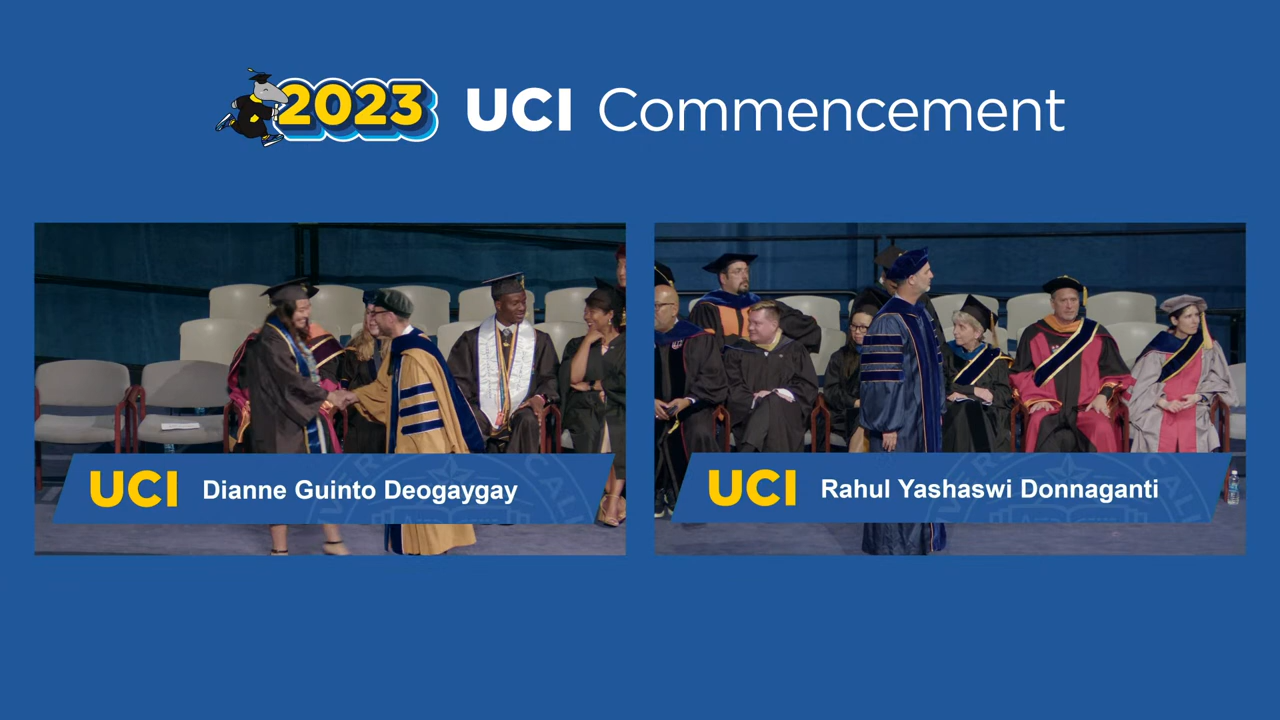 2023 UCI Commencement
UCI Dianne Guinto Deogaygay
UCI Rahul Yashaswi Donnaganti